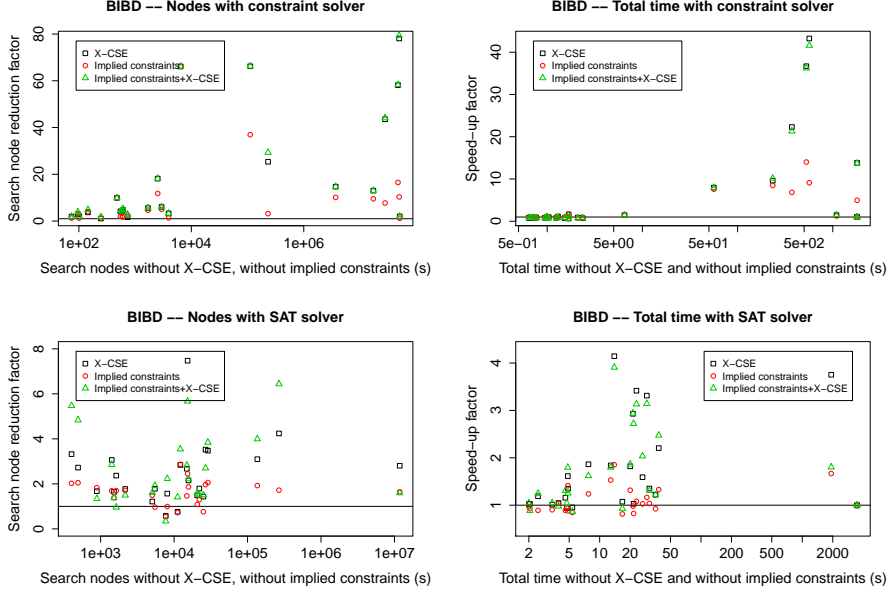 BIBD −− Nodes with constraint solver
Search node reduction factor
80
60
40
20
0
X−CSE
Implied constraints
Implied constraints+X−CSE
1e+02
1e+04
1e+06
Search nodes without X−CSE, without implied constraints (s)
BIBD −− Total time with constraint solver
Speed−up factor
40
30
20
10
0
X−CSE
Implied constraints
Implied constraints+X−CSE
5e−01
5e+00
5e+01
5e+02
Total time without X−CSE and without implied constraints (s)
BIBD −− Nodes with SAT solver
Search node reduction factor
8
6
4
2
0
X−CSE
Implied constraints
Implied constraints+X−CSE
1e+03
1e+04
1e+05
1e+06
1e+07
Search nodes without X−CSE, without implied constraints (s)
BIBD −− Total time with SAT solver
Speed−up factor
4
3
2
1
X−CSE
Implied constraints
Implied constraints+X−CSE
2
5
10
20
50
100
200
500
2000
Total time without X−CSE and without implied constraints (s)